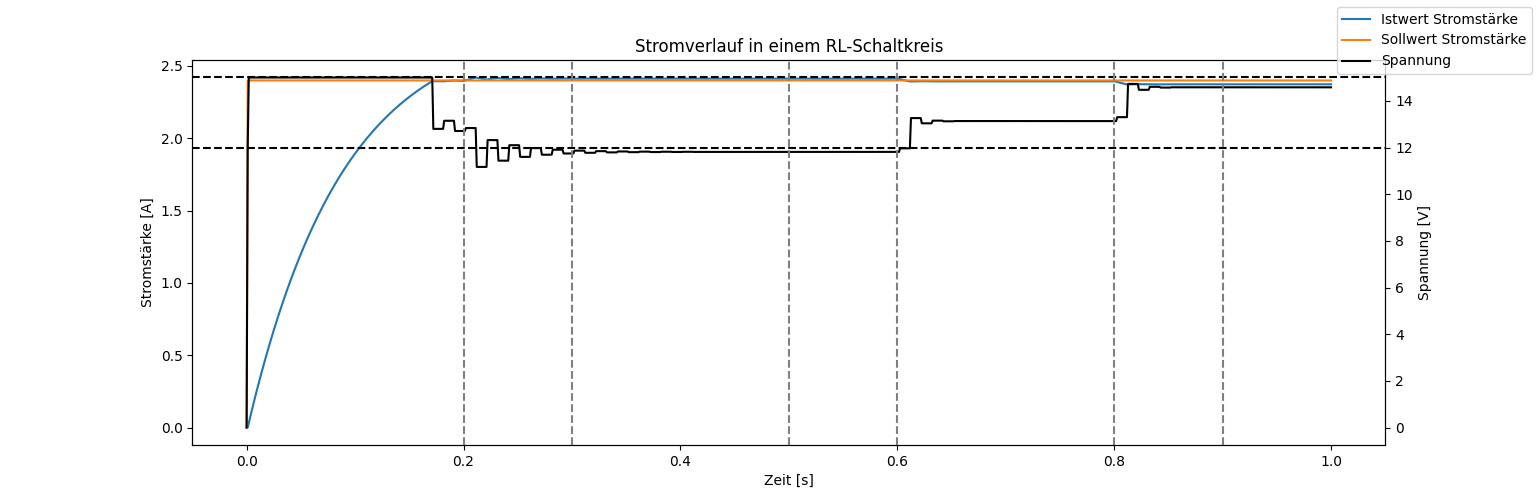 Stromverlauf in einem RL-Schaltkreis
Istwert Stromstärke
Sollwert Stromstärke
Spannung
Stromstärke [A]
2.5
2.0
1.5
1.0
0.5
0.0
14
12
10
8
6
4
2
0
Spannung [V]
0.0 0.2 0.4 0.6 0.8 1.0
Zeit [s]